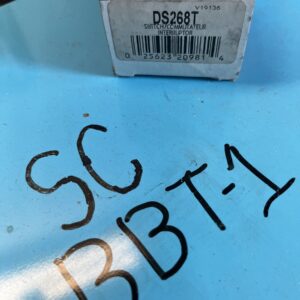 V19136
DS268T
SWITCH/COMMUTATEUR
INTERRUPTOR
0 25623 20981 4
SC
BBT-1